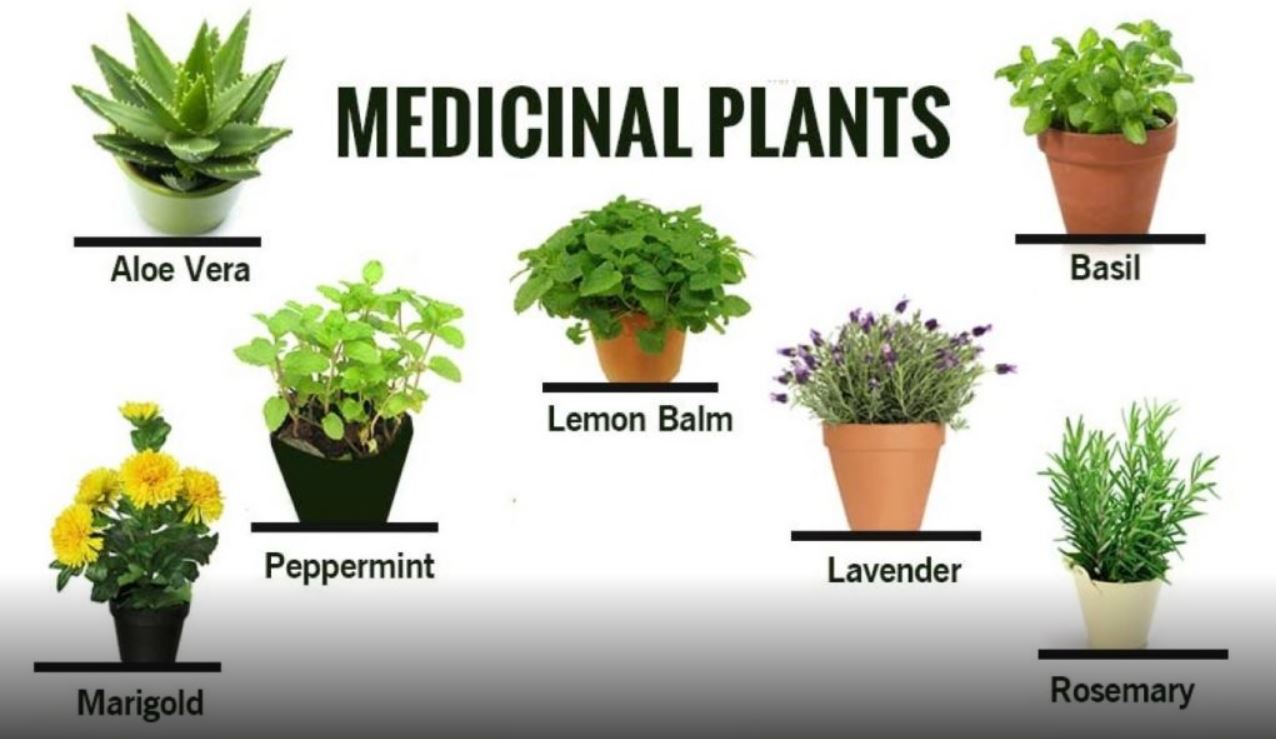 MEDICINAL PLANTS
Aloe Vera
Basil
Lemon Balm
Peppermint
Lavender
Marigold
Rosemary